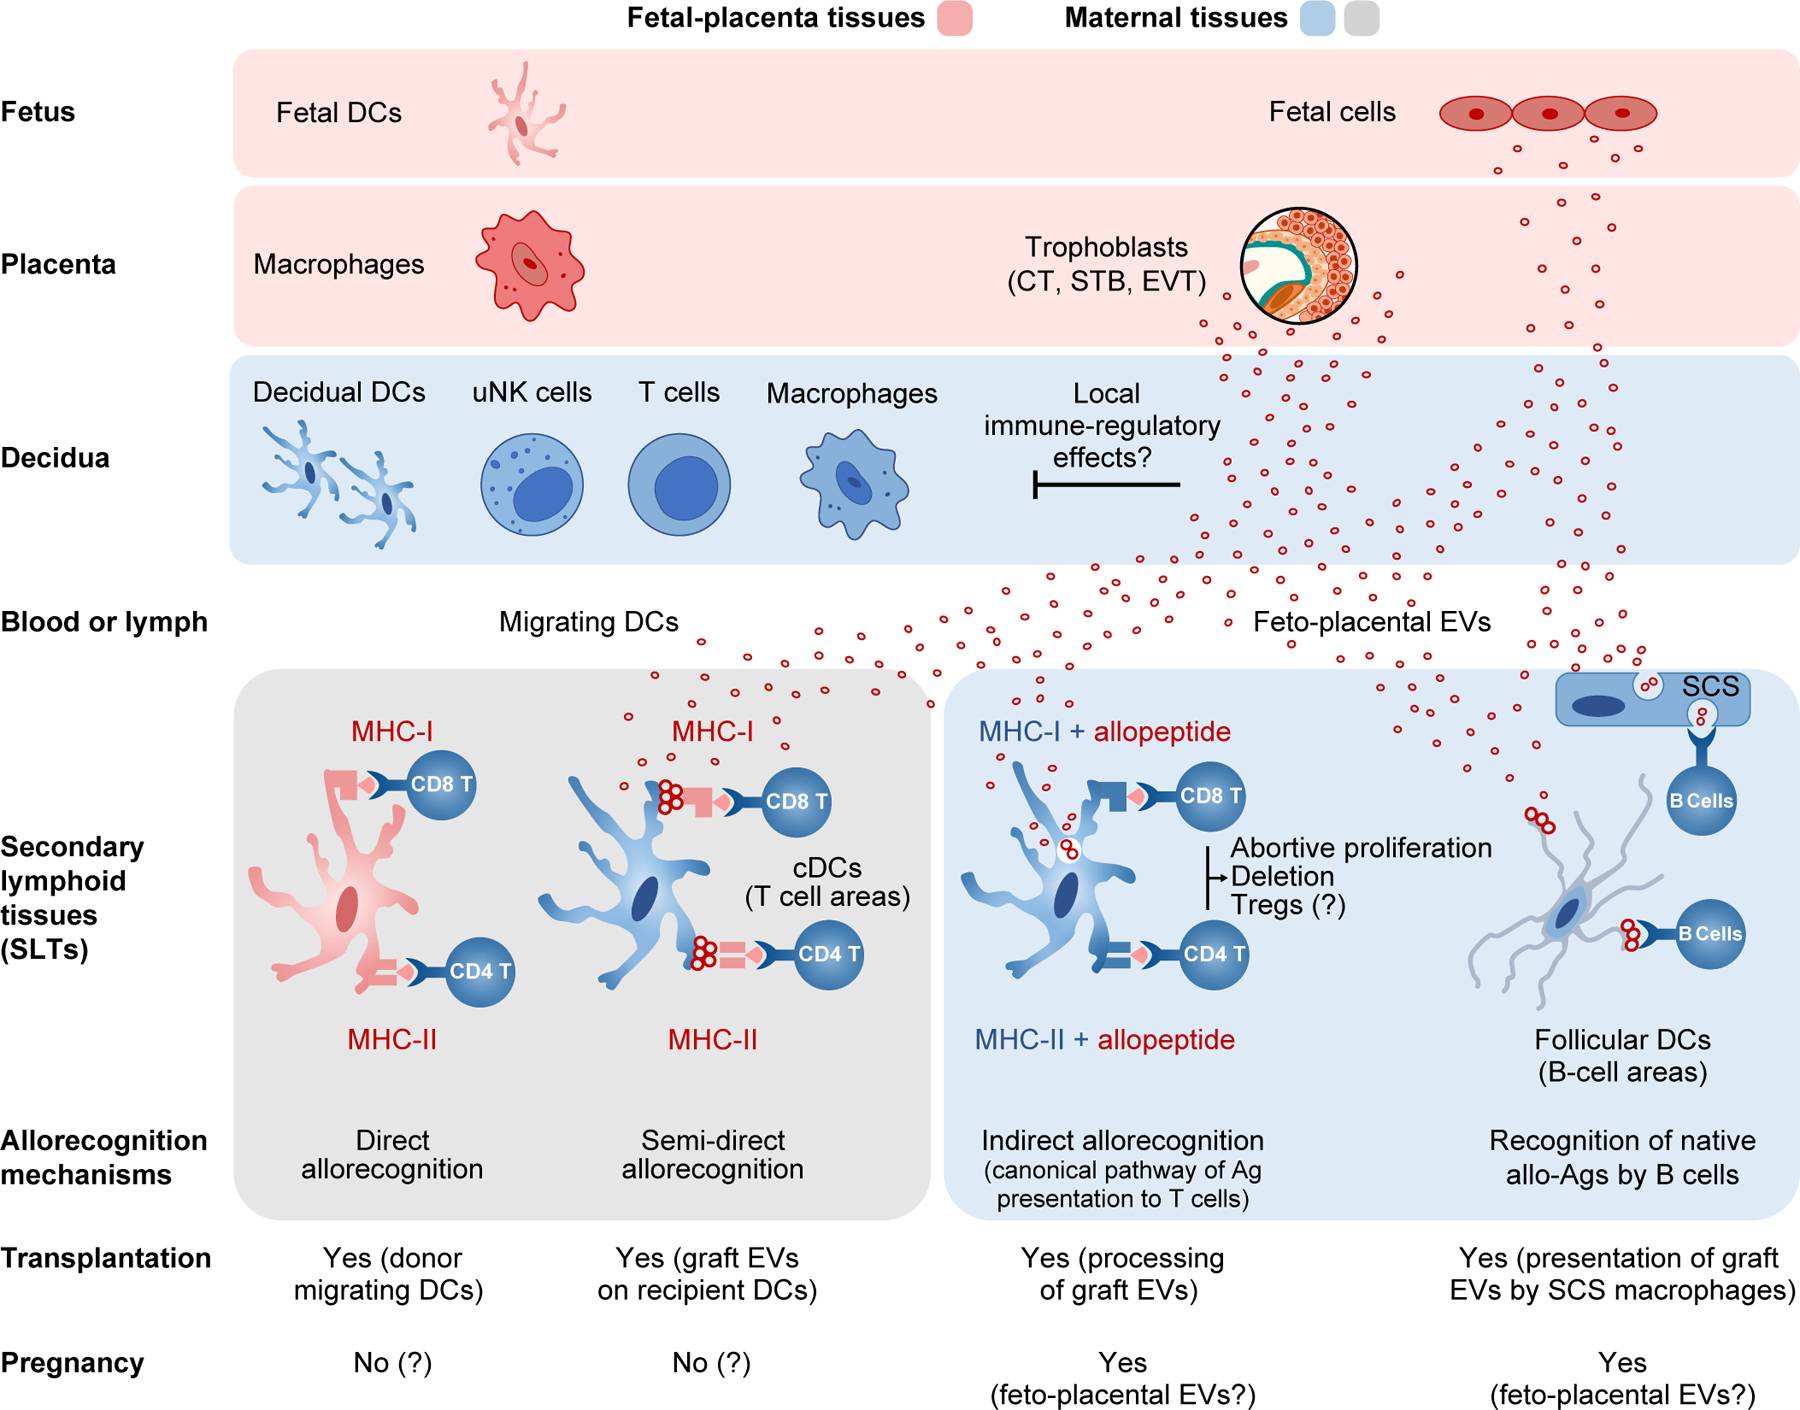 Fetal-placenta tissues
Maternal tissues
Fetus
Fetal DCs
Fetal cells
Placenta
Macrophages
Trophoblasts
(CT, STB, EVT)
Decidua
Decidual DCs
uNK cells
T cells
Macrophages
Local
immune-regulatory
effects?
Blood or lymph
Migrating DCs
Feto-placental EVs
Secondary
lymphoid
tissues
(SLTs)
MHC-I
CD8 T
CD4 T
MHC-II
MHC-I
CD8 T
cDCs
(T cell areas)
CD4 T
MHC-II
MHC-I + allopeptide
CD8 T
Abortive proliferation
Deletion
Tregs (?)
CD4 T
MHC-II + allopeptide
SCS
B Cells
B Cells
Follicular DCs
(B-cell areas)
Allorecognition
mechanisms
Direct
allorecognition
Semi-direct
allorecognition
Indirect allorecognition
(canonical pathway of Ag
presentation to T cells)
Recognition of native
allo-Ags by B cells
Transplantation
Yes (donor
migrating DCs)
Yes (graft EVs
on recipient DCs)
Yes (processing
of graft EVs)
Yes (presentation of graft
EVs by SCS macrophages)
Pregnancy
No (?)
No (?)
Yes
(feto-placental EVs?)
Yes
(feto-placental EVs?)